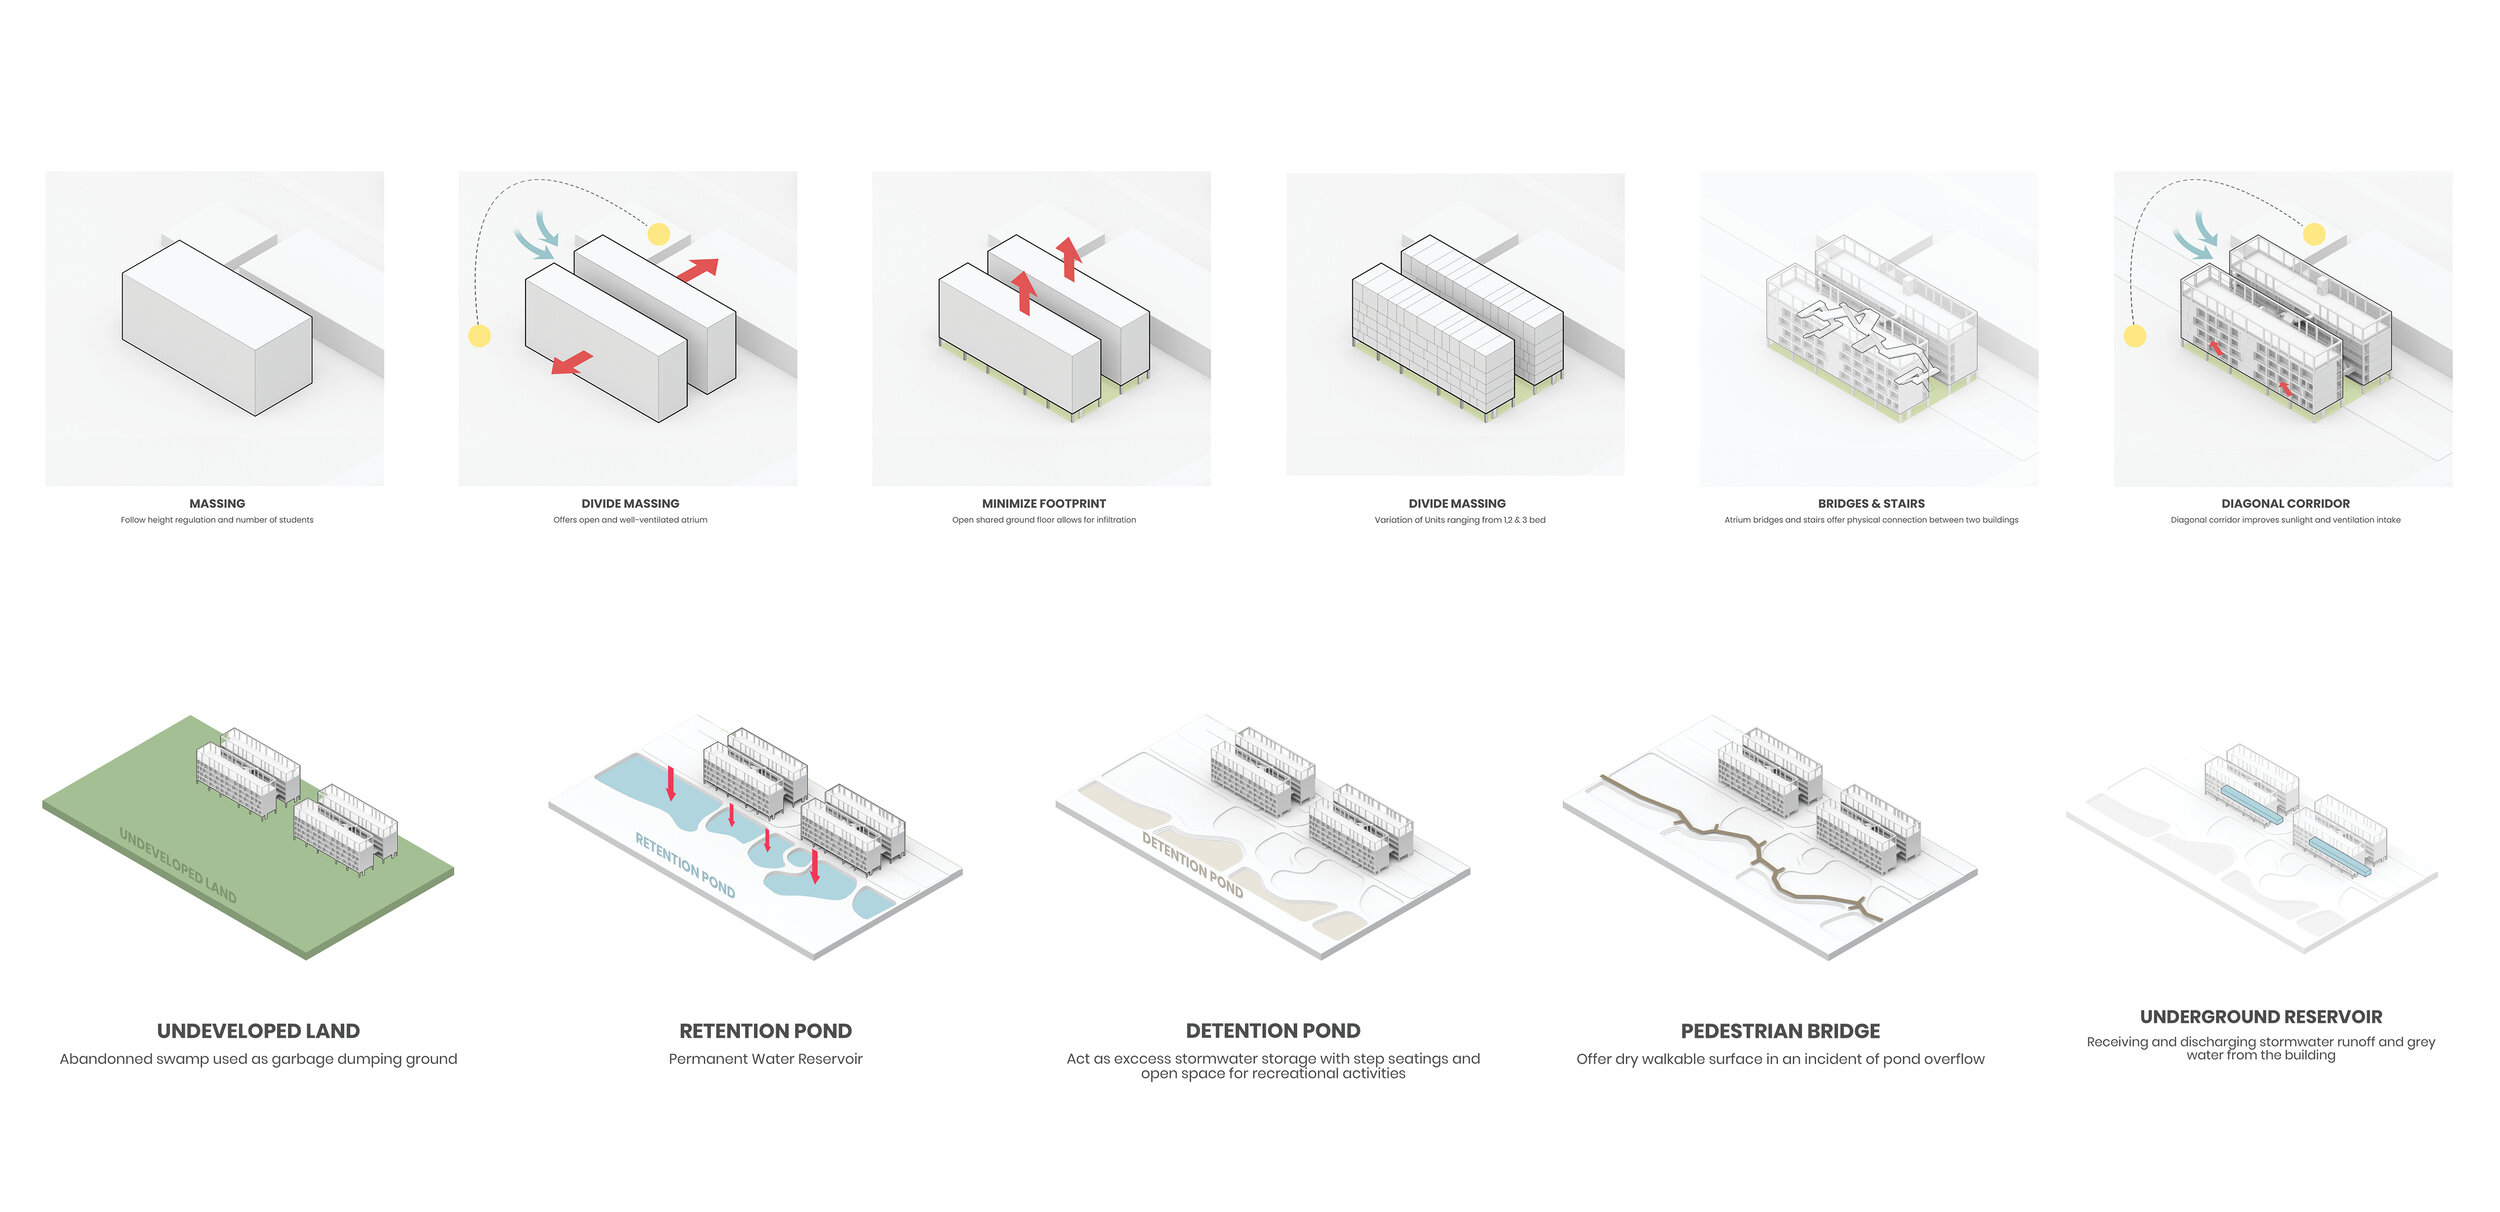 MASSING
Follow height regulation and number of students
DIVIDE MASSING
Offers open and well-ventilated atrium
MINIMIZE FOOTPRINT
Open shared ground floor allows for infiltration
DIVIDE MASSING
Variation of Units ranging from 1,2 & 3 bed
BRIDGES & STAIRS
Atrium bridges and stairs offer physical connection between two buildings
DIAGONAL CORRIDOR
Diagonal corridor improves sunlight and ventilation intake
UNDEVELOPED LAND
UNDEVELOPED LAND
Abandonned swamp used as garbage dumping ground
RETENTION POND
RETENTION POND
Permanent Water Reservoir
DETENTION POND
DETENTION POND
Act as exccess stormwater storage with step seatings and
open space for recreational activities
PEDESTRIAN BRIDGE
Offer dry walkable surface in an incident of pond overflow
UNDERGROUND RESERVOIR
Receiving and discharging stormwater runoff and grey
water from the building